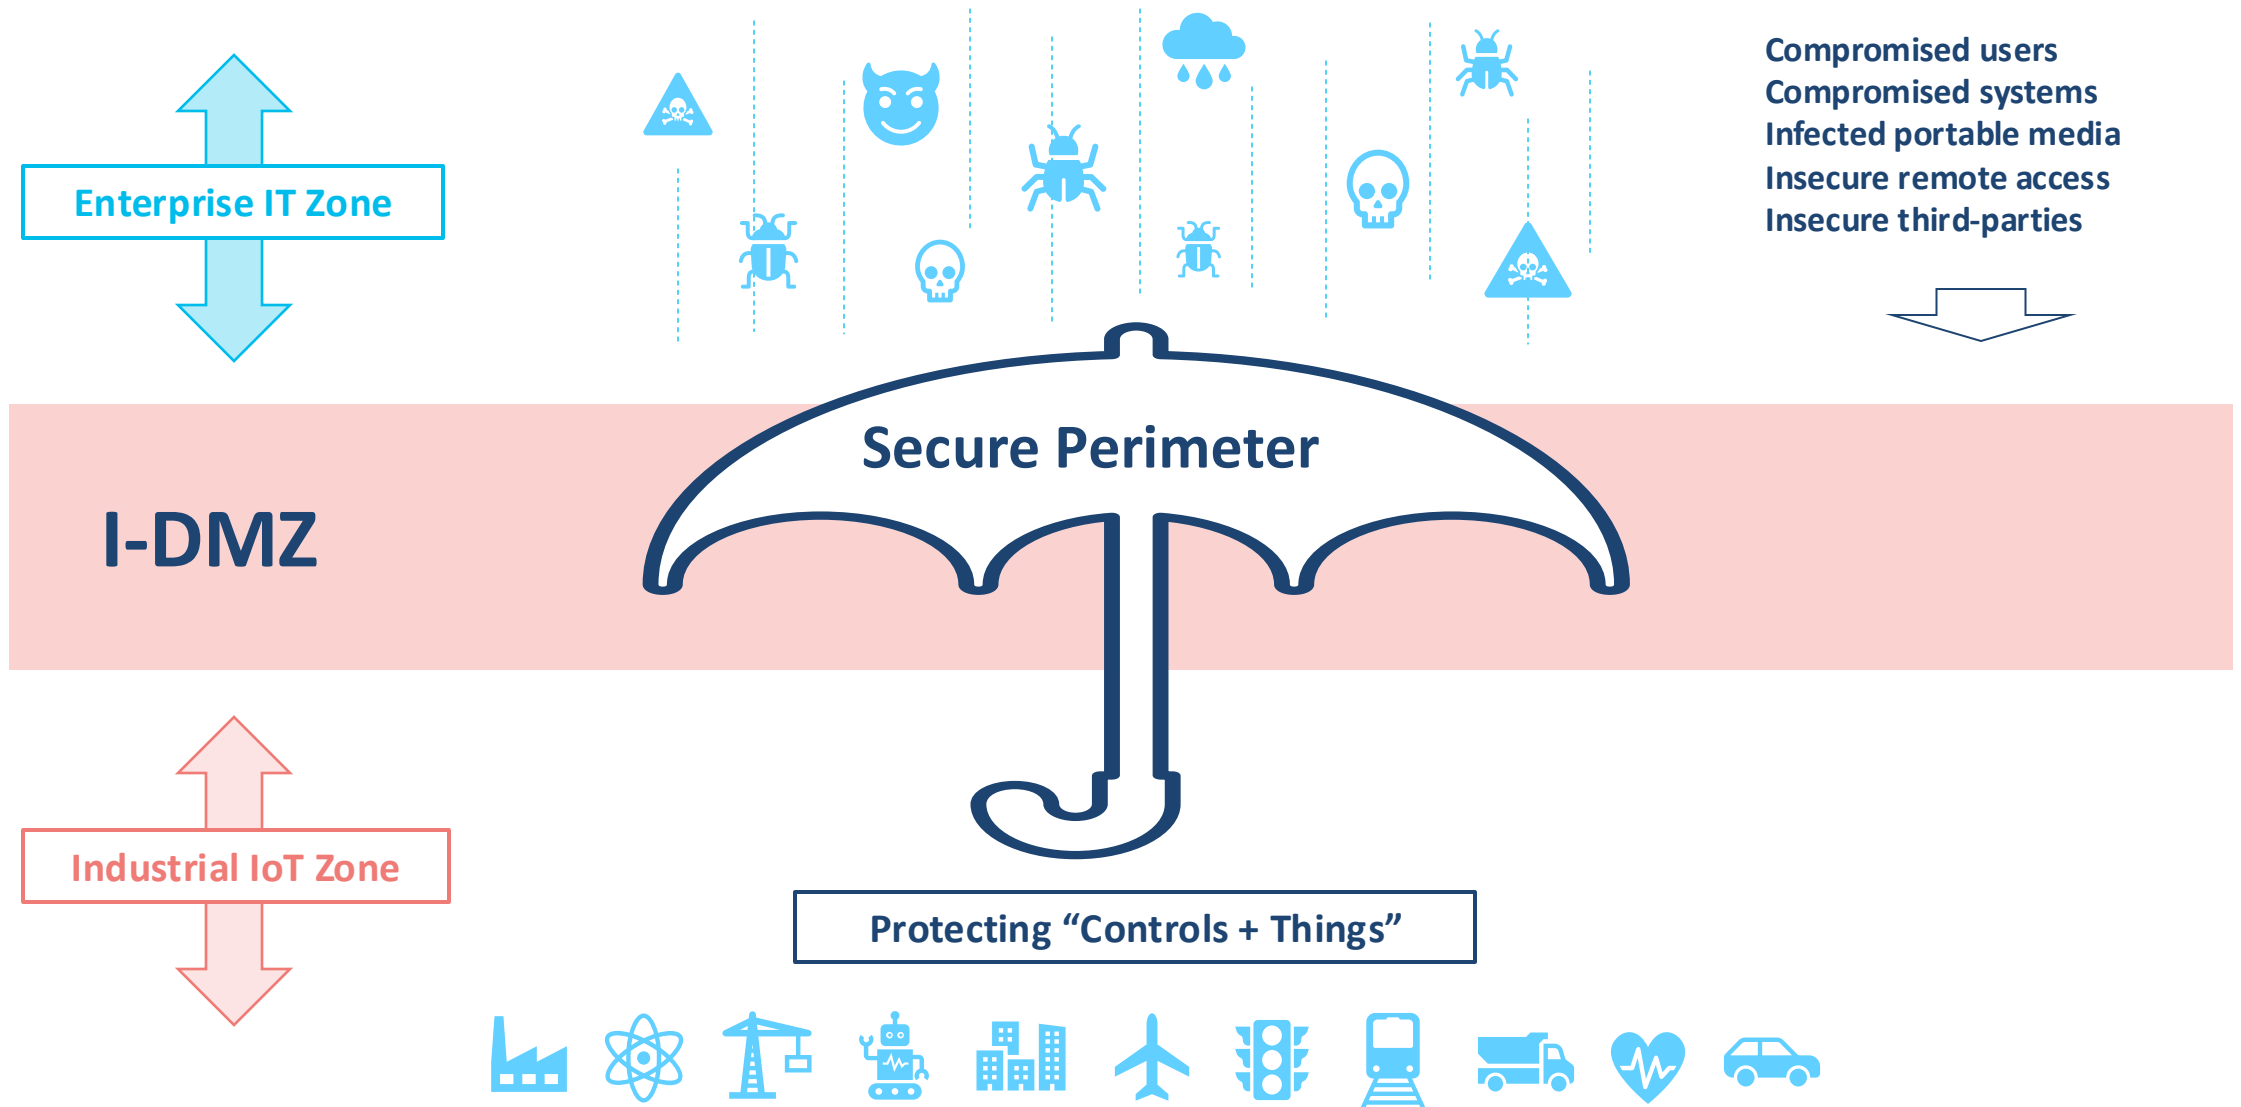 Compromised users
Compromised systems
Infected portable media
Insecure remote access
Insecure third-parties
Enterprise IT Zone
Secure Perimeter
I-DMZ
Industrial IoT Zone
Protecting “Controls + Things”